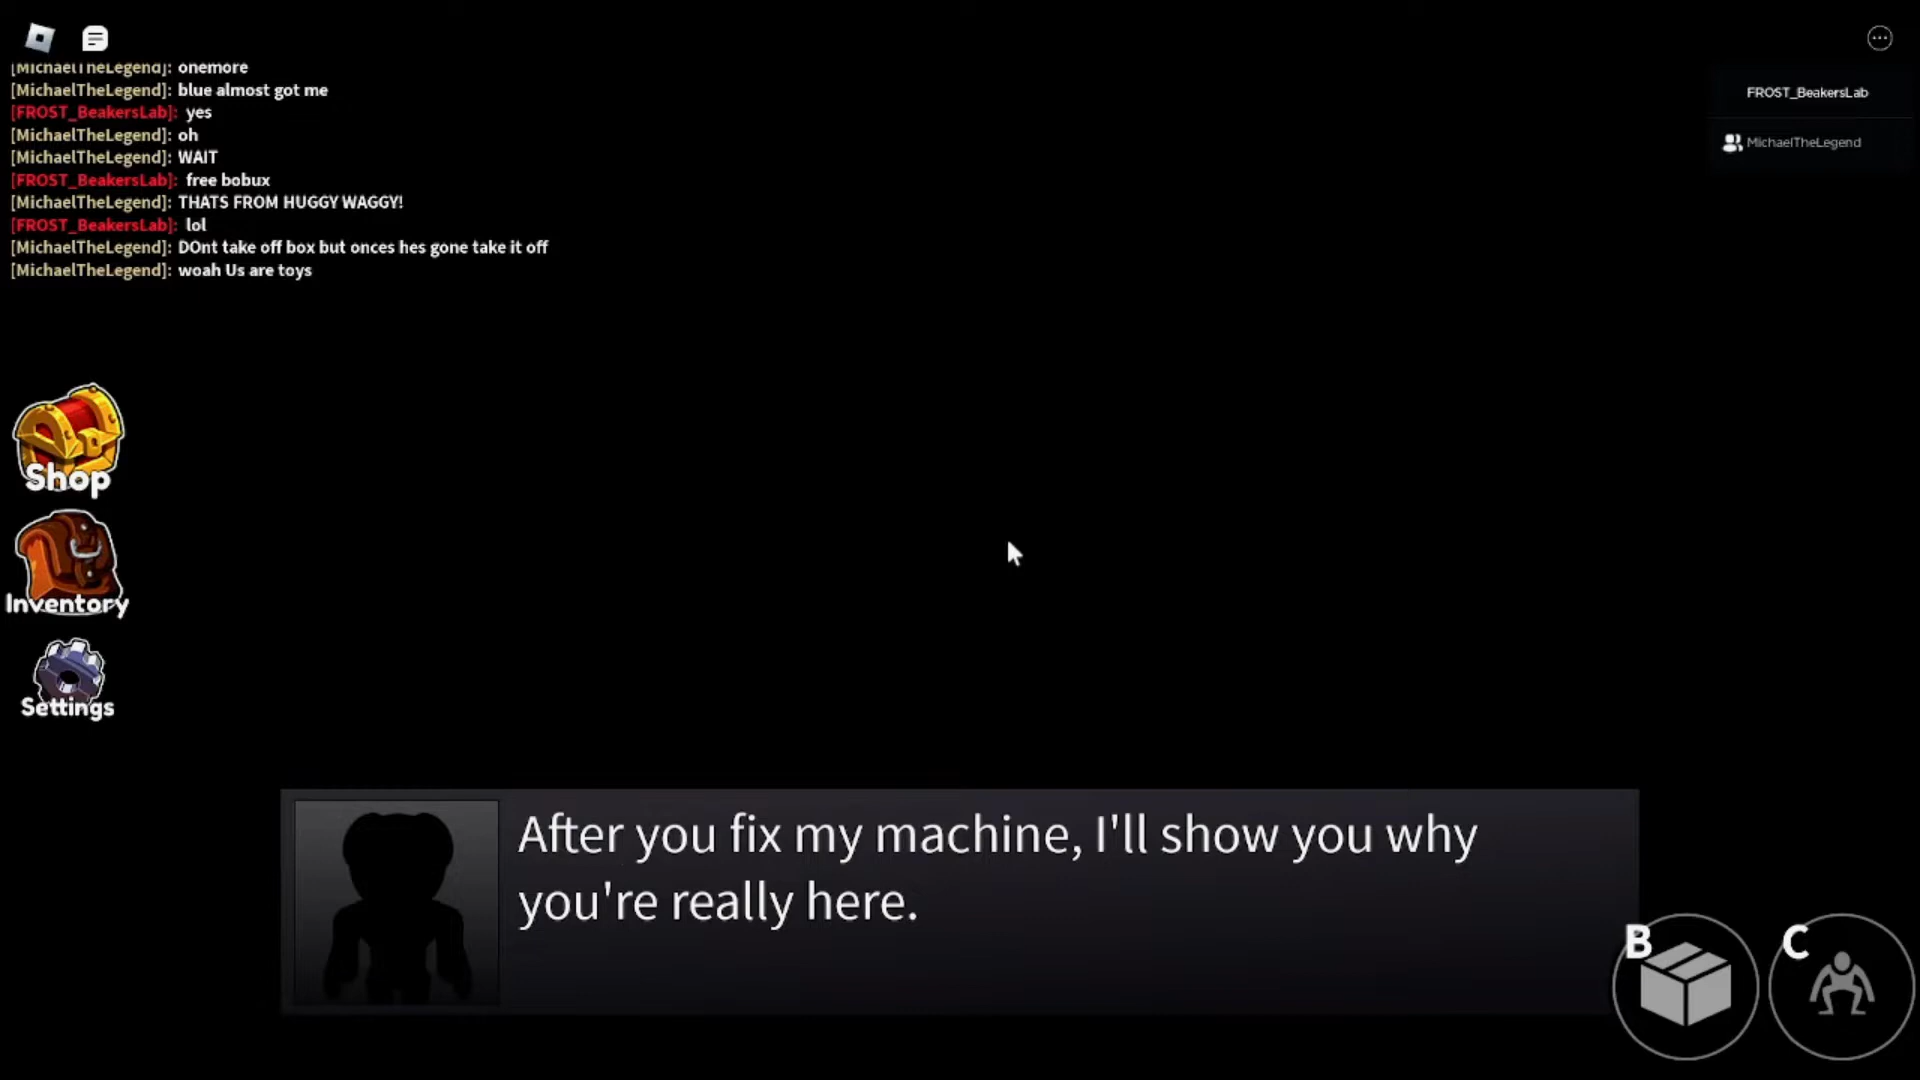 [MichaelTheLegend]: onemore
[MichaelTheLegend]: blue almost got me
[FROST_BeakersLab]: yes
[MichaelTheLegend]: oh
[MichaelTheLegend]: WAIT
[FROST_BeakersLab]: free bobux
[MichaelTheLegend]: THATS FROM HUGGY WAGGY!
[FROST_BeakersLab]: lol
[MichaelTheLegend]: DOnt take off box but onces hes gone take it off
[MichaelTheLegend]: woah Us are toys
FROST_BeakersLab
MichaelTheLegend
Shop
Inventory
Settings
After you fix my machine, I'll show you why
you're really here.
B
C